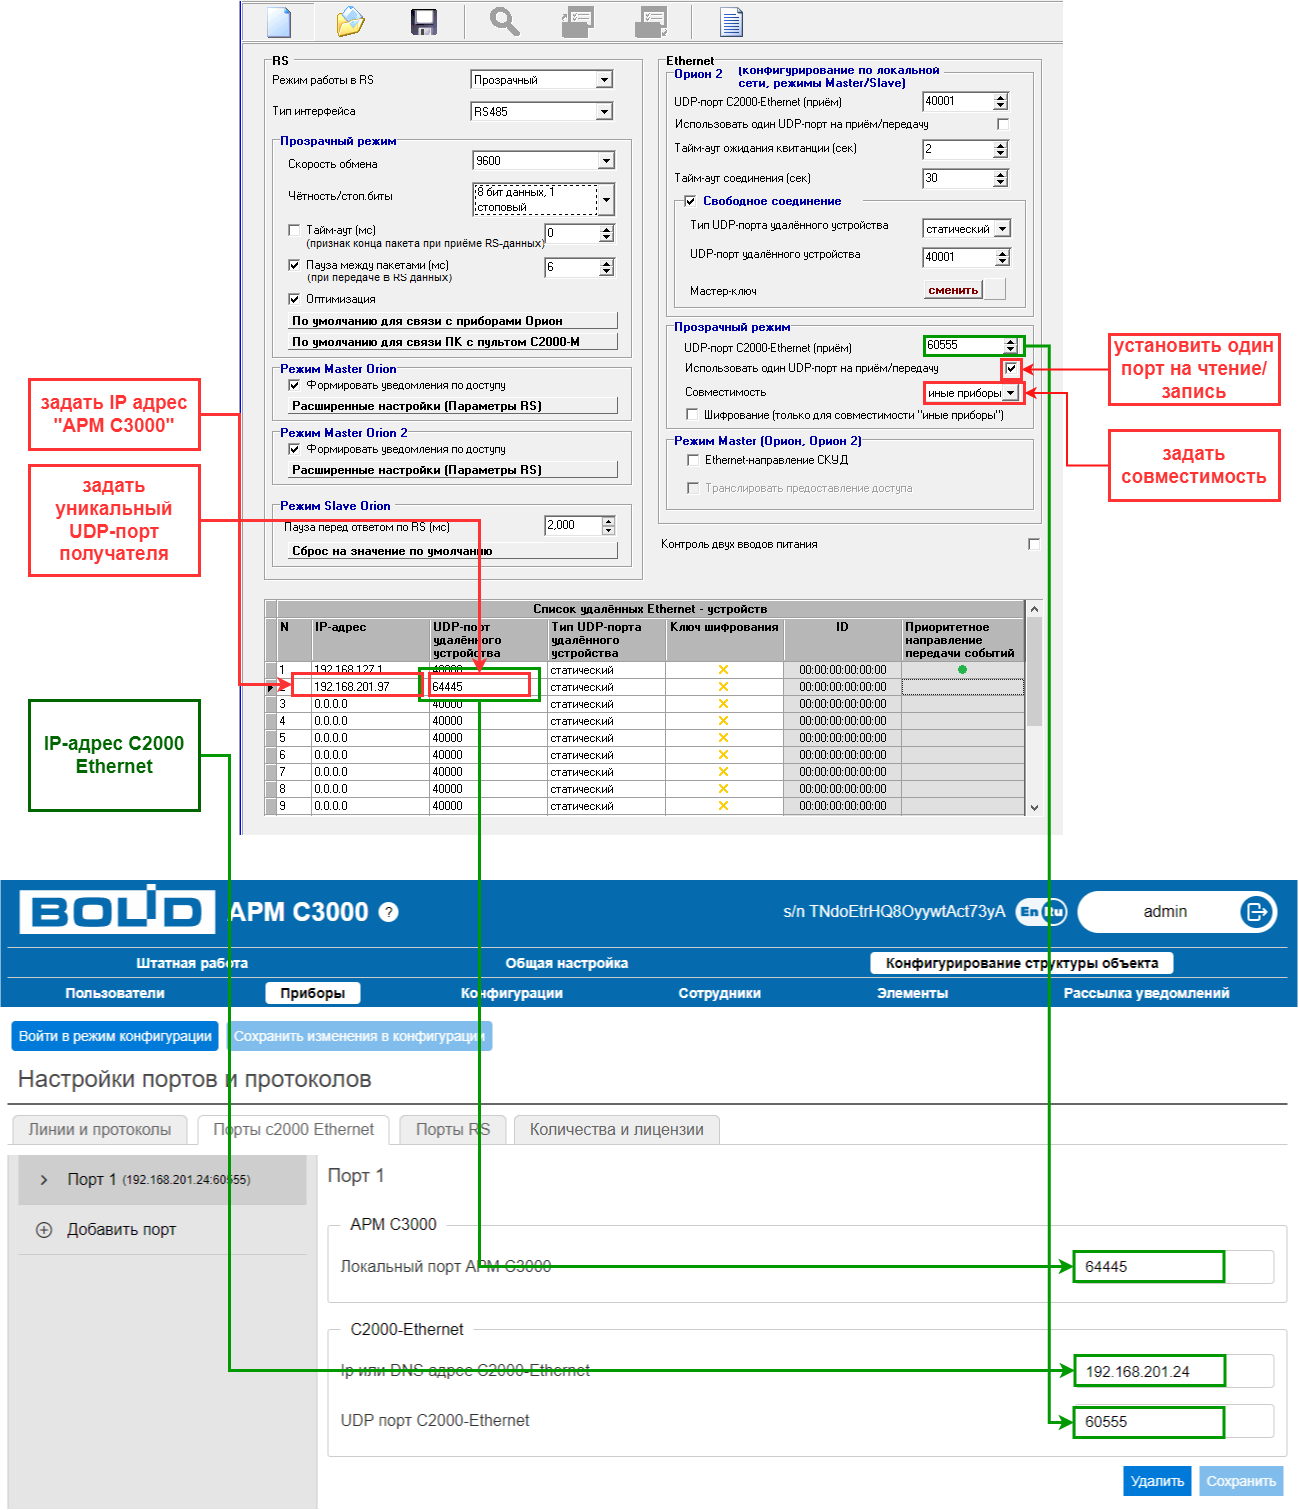 RS
Режим работы в RS
Прозрачный
Тип интерфейса
RS485
Прозрачный режим
Скорость обмена
9600
Чётность/стоп.биты
8 бит данных, 1
стоповый
Тайм-аут (мс)
(признак конца пакета при приёме RS-данных)
0
Пауза между пакетами (мс)
(при передаче в RS данных)
6
Оптимизация
По умолчанию для связи с приборами Орион
По умолчанию для связи ПК с пультом С2000-М
Режим Master Orion
Формировать уведомления по доступу
Расширенные настройки (Параметры RS)
Режим Master Orion 2
Формировать уведомления по доступу
Расширенные настройки (Параметры RS)
Режим Slave Orion
Пауза перед ответом по RS (мс)
2,000
Сброс на значение по умолчанию
Ethernet
Орион 2 (конфигурирование по локальной
сети, режимы Master/Slave)
UDP-порт С2000-Ethernet (приём)
40001
Использовать один UDP-порт на приём/передачу
Тайм-аут ожидания квитанции (сек)
2
Тайм-аут соединения (сек)
30
Свободное соединение
Тип UDP-порта удалённого устройства
статический
UDP-порт удалённого устройства
40001
Мастер-ключ
сменить
Прозрачный режим
UDP-порт С2000-Ethernet (приём)
60555
Использовать один UDP-порт на приём/передачу
Совместимость
иные приборы
Шифрование (только для совместимости "иные приборы")
Режим Master (Орион, Орион 2)
Ethernet-направление СКУД
Транслировать предоставление доступа
Контроль двух вводов питания
установить один
порт на чтение/
запись
задать
совместимость
задать IP адрес
"АРМ С3000"
задать
уникальный
UDP-порт
получателя
IP-адрес С2000
Ethernet
Список удалённых Ethernet - устройств
N IP-адрес UDP-порт удалённого устройства Тип UDP-порта удалённого устройства Ключ шифрования ID Приоритетное направление передачи событий
1 192.168.127.1 40000 статический 00:00:00:00:00:00
2 192.168.201.97 64445 статический 00:00:00:00:00:00
3 0.0.0.0 40000 статический 00:00:00:00:00:00
4 0.0.0.0 40000 статический 00:00:00:00:00:00
5 0.0.0.0 40000 статический 00:00:00:00:00:00
6 0.0.0.0 40000 статический 00:00:00:00:00:00
7 0.0.0.0 40000 статический 00:00:00:00:00:00
8 0.0.0.0 40000 статический 00:00:00:00:00:00
9 0.0.0.0 40000 статический 00:00:00:00:00:00
BOLID АРМ С3000 ?
s/n TNdoEtrHQ8OyywtAct73yA En Ru admin
Штатная работа Общая настройка Конфигурирование структуры объекта
Пользователи Приборы Конфигурации Сотрудники Элементы Рассылка уведомлений
Войти в режим конфигурации Сохранить изменения в конфигурации
Настройки портов и протоколов
Линии и протоколы Порты с2000 Ethernet Порты RS Количества и лицензии
Порт 1 (192.168.201.24:60555)
Добавить порт
Порт 1
АРМ С3000
Локальный порт АРМ С3000 64445
С2000-Ethernet
Ip или DNS адрес С2000-Ethernet 192.168.201.24
UDP порт С2000-Ethernet 60555
Удалить Сохранить